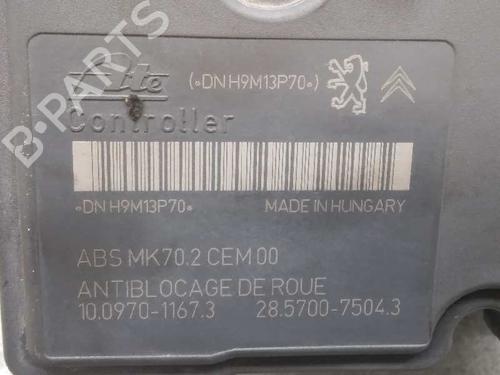 B-PARTS
Ate (*DN H9M13P70*)
Controller
*DN H9M13P70* MADE IN HUNGARY
ABS MK70.2 CEM 00
ANTIBLOCAGE DE ROUE
10.0970-1167.3 28.5700-7504.3